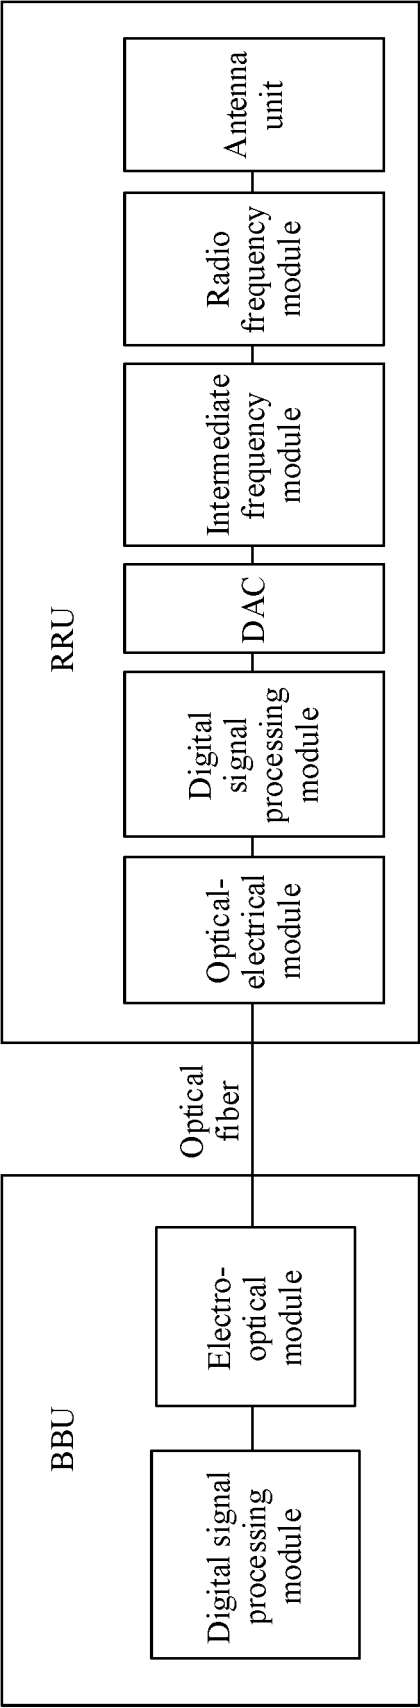 BBU
Digital signal
processing
module
Electro-
optical
module
Optical
fiber
RRU
Optical-
electrical
module
Digital
signal
processing
module
DAC
Intermediate
frequency
module
Radio
frequency
module
Antenna
unit